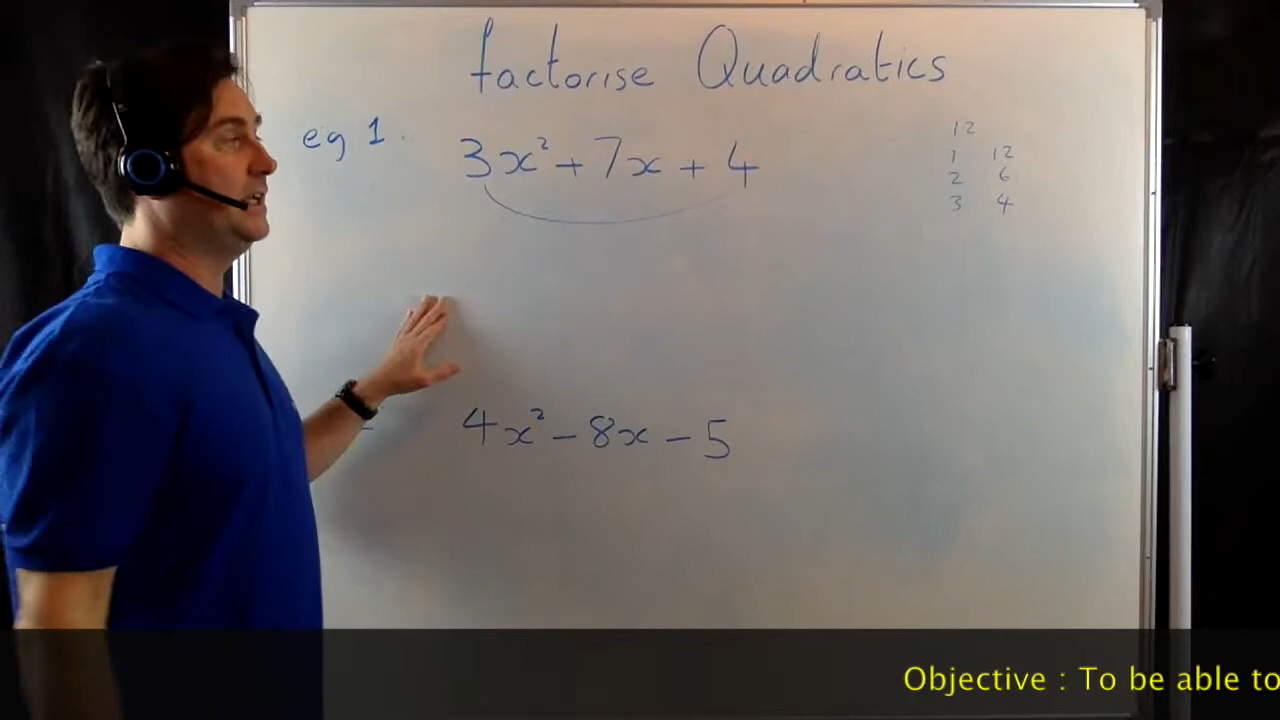 factorise Quadratics
eg 1.
3x² + 7x + 4
12
1 12
2 6
3 4
4x² - 8x - 5
Objective : To be able to